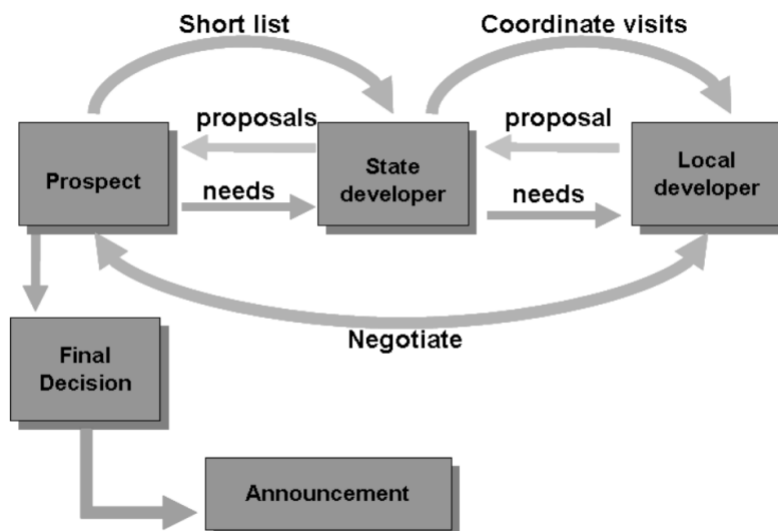 Short list
Coordinate visits
proposals
proposal
Prospect
State
developer
Local
developer
needs
needs
Negotiate
Final
Decision
Announcement